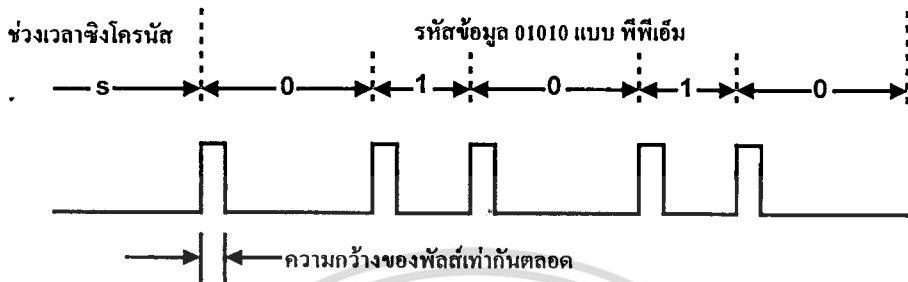 ช่วงเวลาซิงโครนัส
รหัสข้อมูล 01010 แบบ พีพีเอ็ม
s 0 1 0 1 0
ความกว้างของพัลส์เท่ากันตลอด